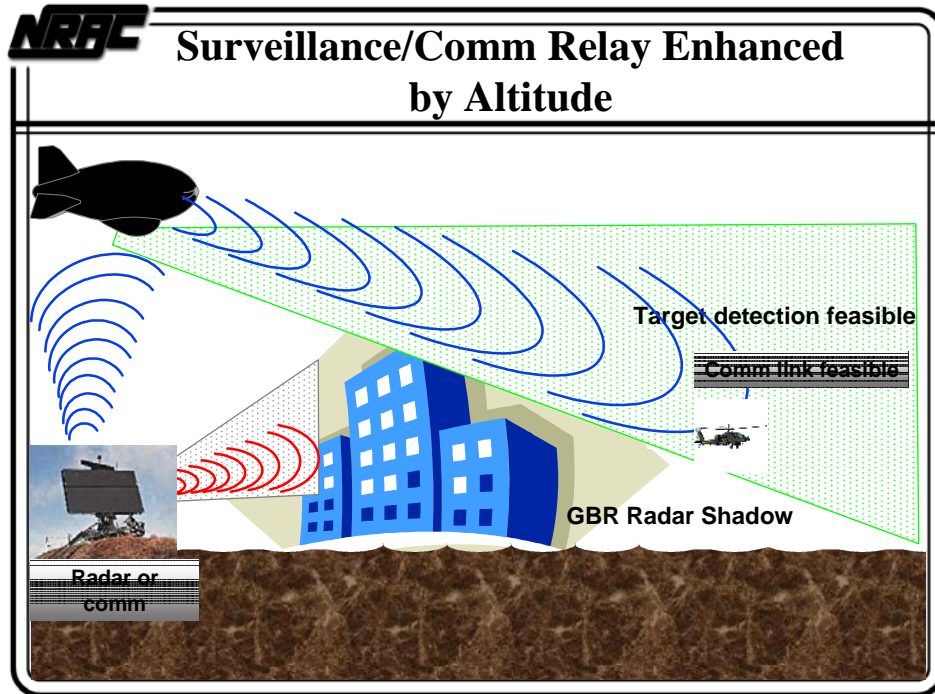 NRAC
Surveillance/Comm Relay Enhanced
by Altitude
Target detection feasible
Comm link feasible
GBR Radar Shadow
Radar or
comm